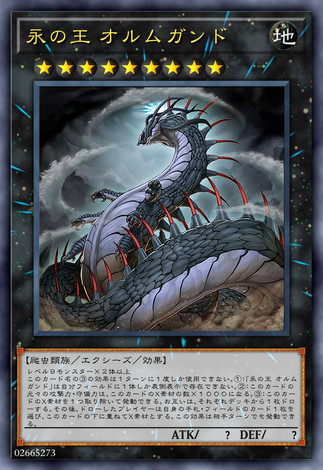 永の王 オルムガンド
地
【爬虫類族/エクシーズ/効果】
レベル９モンスター×２体以上
このカード名の③の効果は１ターンに１度しか使用できない。①：「永の王 オルム
ガンド」は自分フィールドに１体しか表側表示で存在できない。②：このカード
の元々の攻撃力・守備力は、このカードのX素材の数×１０００になる。③：このカー
ドのX素材を１つ取り除いて発動できる。お互いは、それぞれデッキから１枚ドロ
ーする。その後、ドローしたプレイヤーは自身の手札・フィールドのカード１枚を
選び、このカードの下に重ねてX素材とする。この効果は相手ターンでも発動でき
る。
ATK/ ? DEF/ ?
02665273